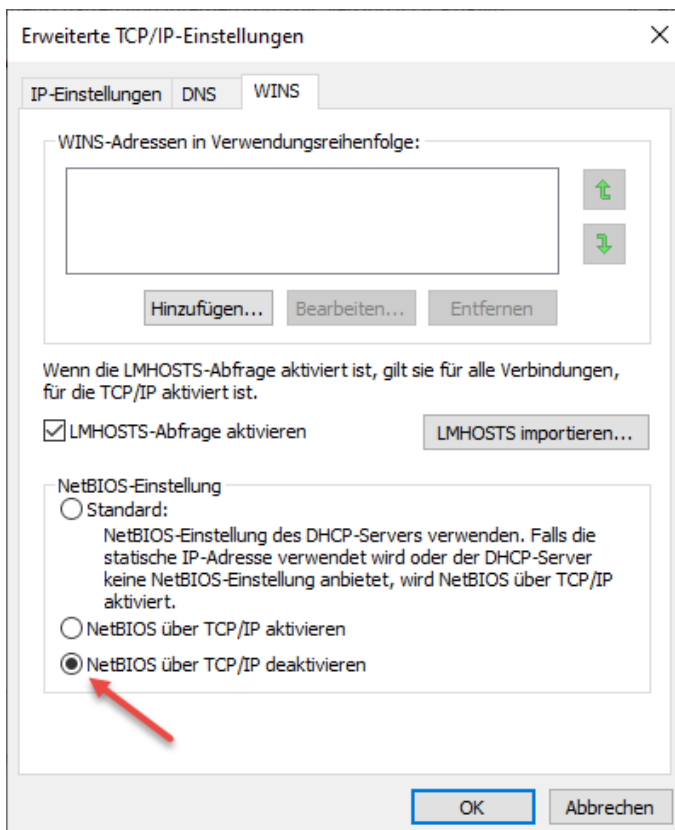 Erweiterte TCP/IP-Einstellungen
IP-Einstellungen DNS WINS
WINS-Adressen in Verwendungsreihenfolge:
Hinzufügen... Bearbeiten... Entfernen
Wenn die LMHOSTS-Abfrage aktiviert ist, gilt sie für alle Verbindungen,
für die TCP/IP aktiviert ist.
LMHOSTS-Abfrage aktivieren LMHOSTS importieren...
NetBIOS-Einstellung
Standard:
NetBIOS-Einstellung des DHCP-Servers verwenden. Falls die
statische IP-Adresse verwendet wird oder der DHCP-Server
keine NetBIOS-Einstellung anbietet, wird NetBIOS über TCP/IP
aktiviert.
NetBIOS über TCP/IP aktivieren
NetBIOS über TCP/IP deaktivieren
OK Abbrechen